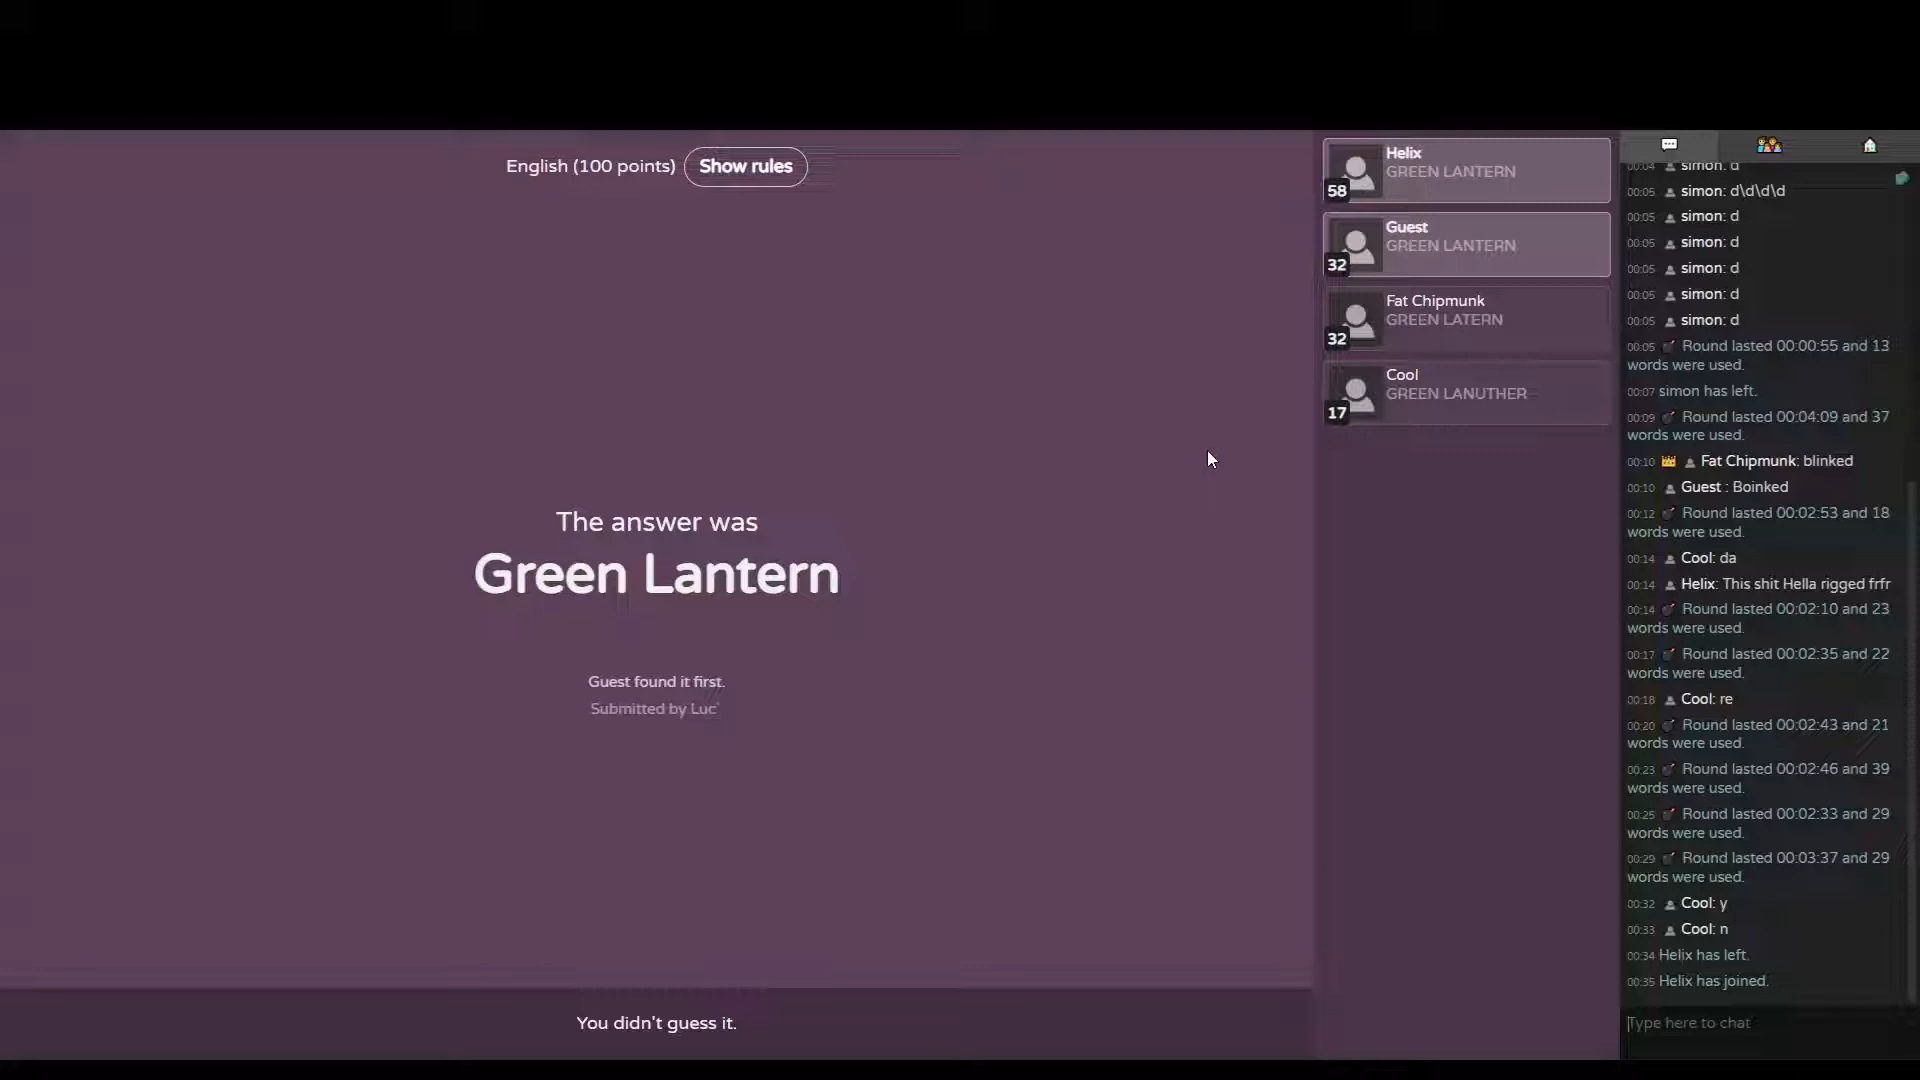 English (100 points) Show rules
The answer was
Green Lantern
Guest found it first.
Submitted by Luc'
You didn't guess it.
Helix
GREEN LANTERN
58
Guest
GREEN LANTERN
32
Fat Chipmunk
GREEN LATERN
32
Cool
GREEN LANUTHER
17
00:04 simon: d
00:05 simon: d\d\d\d
00:05 simon: d
00:05 simon: d
00:05 simon: d
00:05 simon: d
00:05 simon: d
00:05 Round lasted 00:00:55 and 13
words were used.
00:07 simon has left.
00:09 Round lasted 00:04:09 and 37
words were used.
00:10 Fat Chipmunk: blinked
00:10 Guest : Boinked
00:12 Round lasted 00:02:53 and 18
words were used.
00:14 Cool: da
00:14 Helix: This shit Hella rigged frfr
00:14 Round lasted 00:02:10 and 23
words were used.
00:17 Round lasted 00:02:35 and 22
words were used.
00:18 Cool: re
00:20 Round lasted 00:02:43 and 21
words were used.
00:23 Round lasted 00:02:46 and 39
words were used.
00:25 Round lasted 00:02:33 and 29
words were used.
00:29 Round lasted 00:03:37 and 29
words were used.
00:32 Cool: y
00:33 Cool: n
00:34 Helix has left.
00:35 Helix has joined.
Type here to chat